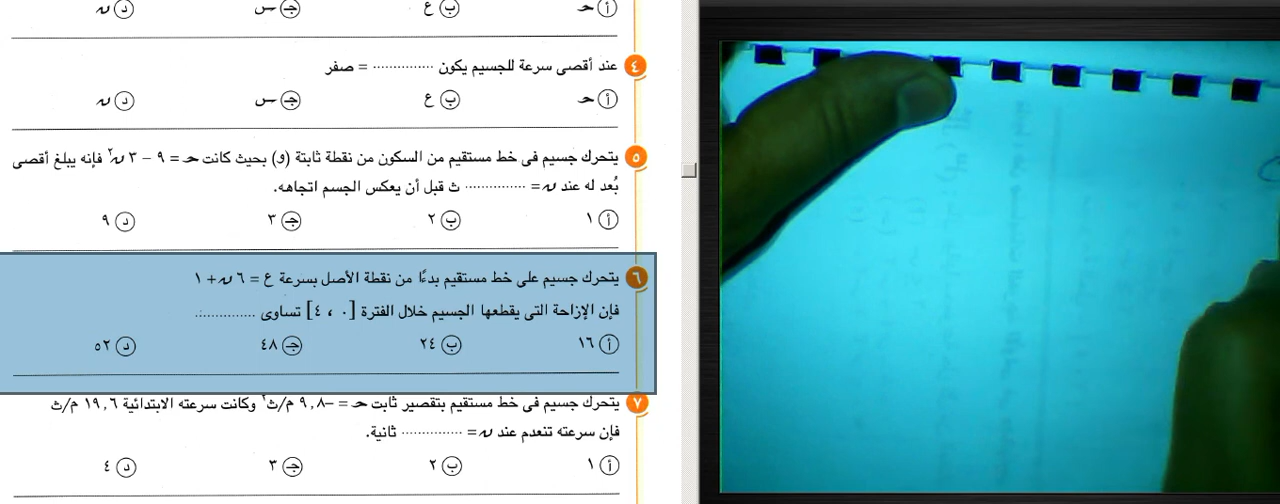 أ حـ ب ع جـ س د ن
٤ عند أقصى سرعة للجسيم يكون ............... = صفر
أ حـ ب ع جـ س د ن
٥ يتحرك جسيم فى خط مستقيم من السكون من نقطة ثابتة (و) بحيث كانت حـ = ٩ – ٣ ن٢ فإنه يبلغ أقصى
بُعد له عند ن = ............... ث قبل أن يعكس الجسم اتجاهه.
أ ١ ب ٢ جـ ٣ د ٩
٦ يتحرك جسيم على خط مستقيم بدءًا من نقطة الأصل بسرعة ع = ٦ ن + ١
فإن الإزاحة التى يقطعها الجسيم خلال الفترة [٠ ، ٤] تساوى ...............
أ ١٦ ب ٢٤ جـ ٤٨ د ٥٢
٧ يتحرك جسيم فى خط مستقيم بتقصير ثابت حـ = –٩,٨ م/ث٢ وكانت سرعته الابتدائية ١٩,٦ م/ث
فإن سرعته تنعدم عند ن = ............... ثانية.
أ ١ ب ٢ جـ ٣ د ٤